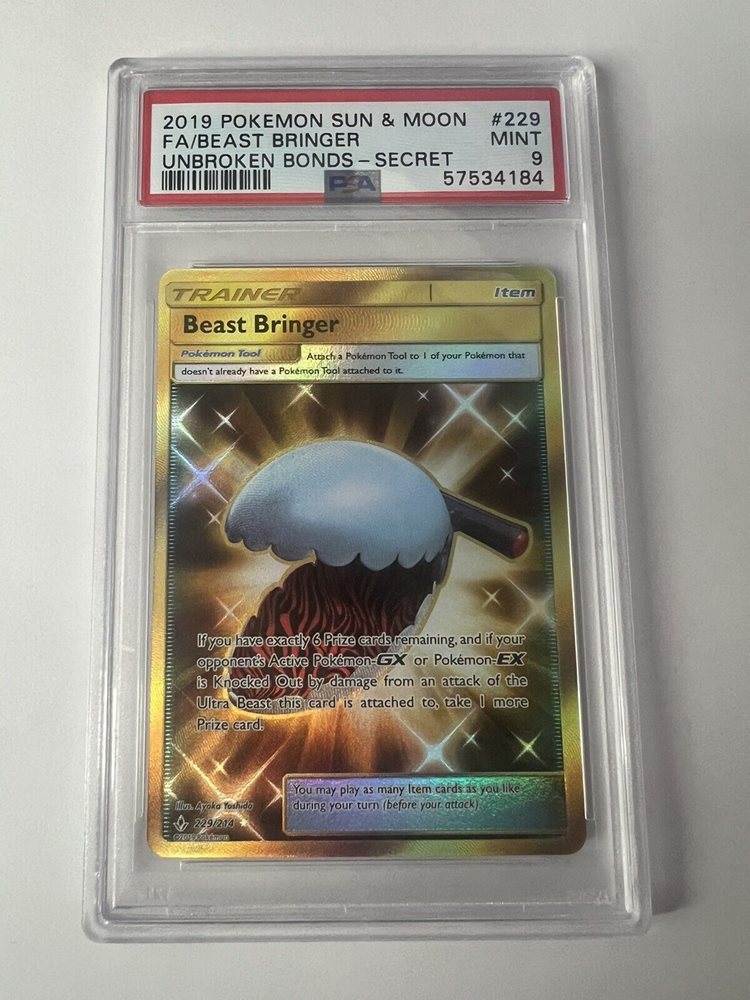 2019 POKEMON SUN & MOON #229
FA/BEAST BRINGER MINT
UNBROKEN BONDS - SECRET 9
PSA 57534184
TRAINER Item
Beast Bringer
Pokémon Tool Attach a Pokémon Tool to 1 of your Pokémon that
doesn't already have a Pokémon Tool attached to it.
If you have exactly 6 Prize cards remaining, and if your
opponent's Active Pokémon-GX or Pokémon-EX
is Knocked Out by damage from an attack of the
Ultra Beast this card is attached to, take 1 more
Prize card.
You may play as many Item cards as you like
during your turn (before your attack).
Illus. Ayaka Yoshida
229/214
©2019 Pokémon